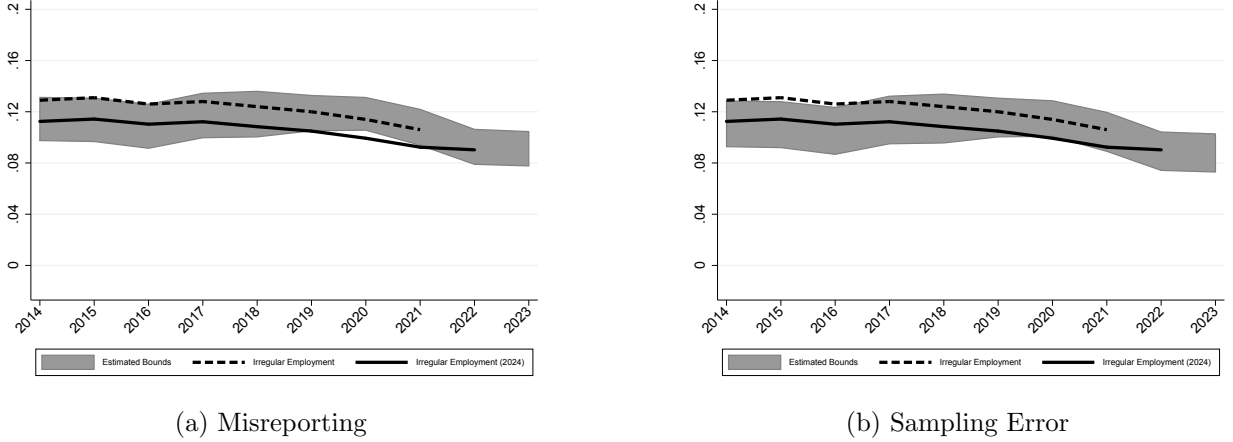 .2
.16
.12
.08
.04
0
2014 2015 2016 2017 2018 2019 2020 2021 2022 2023
Estimated Bounds Irregular Employment Irregular Employment (2024)
(a) Misreporting
.2
.16
.12
.08
.04
0
2014 2015 2016 2017 2018 2019 2020 2021 2022 2023
Estimated Bounds Irregular Employment Irregular Employment (2024)
(b) Sampling Error